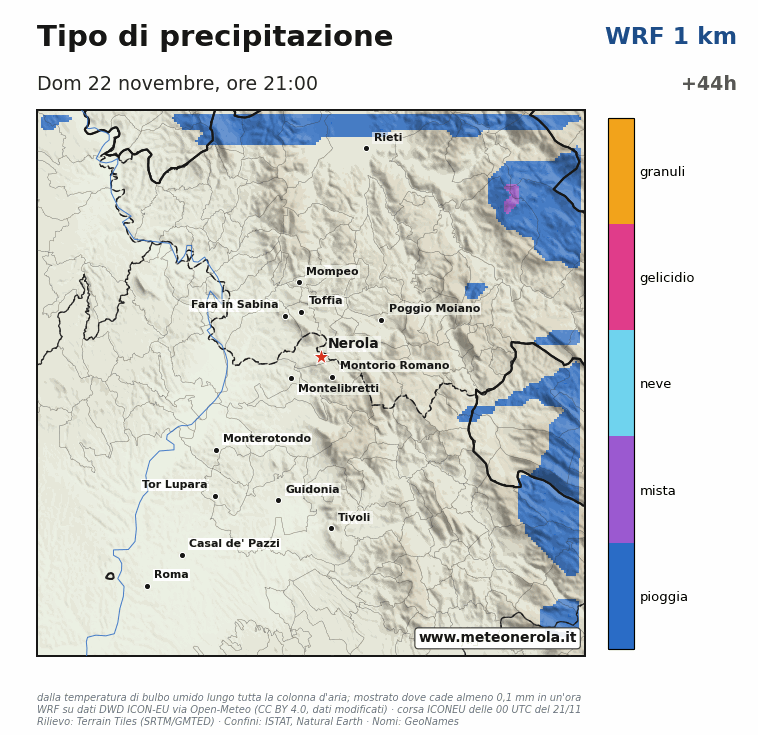 Tipo di precipitazione
WRF 1 km
Dom 22 novembre, ore 21:00
+44h
Rieti
Mompeo
Fara in Sabina
Toffia
Poggio Moiano
Nerola
Montorio Romano
Montelibretti
Monterotondo
Tor Lupara
Guidonia
Tivoli
Casal de' Pazzi
Roma
www.meteonerola.it
granuli
gelicidio
neve
mista
pioggia
dalla temperatura di bulbo umido lungo tutta la colonna d'aria; mostrato dove cade almeno 0,1 mm in un'ora
WRF su dati DWD ICON-EU via Open-Meteo (CC BY 4.0, dati modificati) · corsa ICONEU delle 00 UTC del 21/11
Rilievo: Terrain Tiles (SRTM/GMTED) · Confini: ISTAT, Natural Earth · Nomi: GeoNames